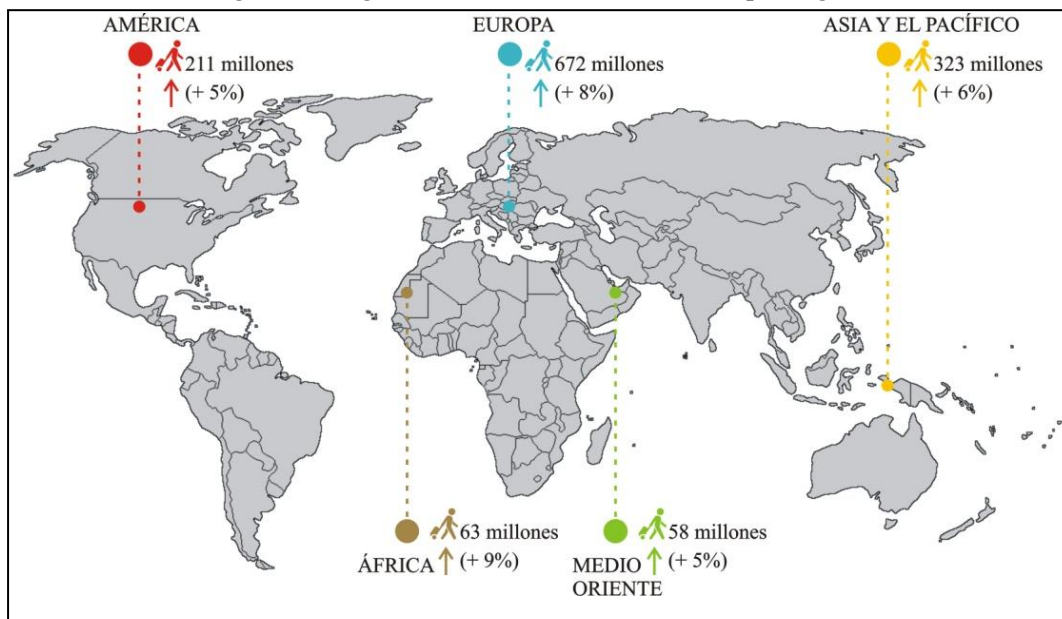 AMÉRICA
211 millones
(+ 5%)
EUROPA
672 millones
(+ 8%)
ASIA Y EL PACÍFICO
323 millones
(+ 6%)
63 millones
ÁFRICA
(+ 9%)
58 millones
MEDIO
ORIENTE
(+ 5%)